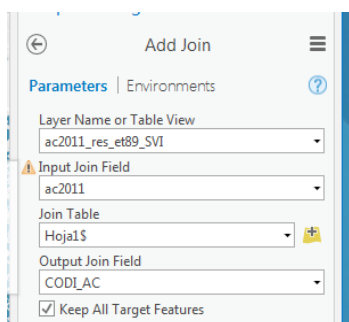 Add Join
Parameters | Environments
?
Layer Name or Table View
ac2011_res_et89_SVI
Input Join Field
ac2011
Join Table
Hoja1$
Output Join Field
CODI_AC
Keep All Target Features